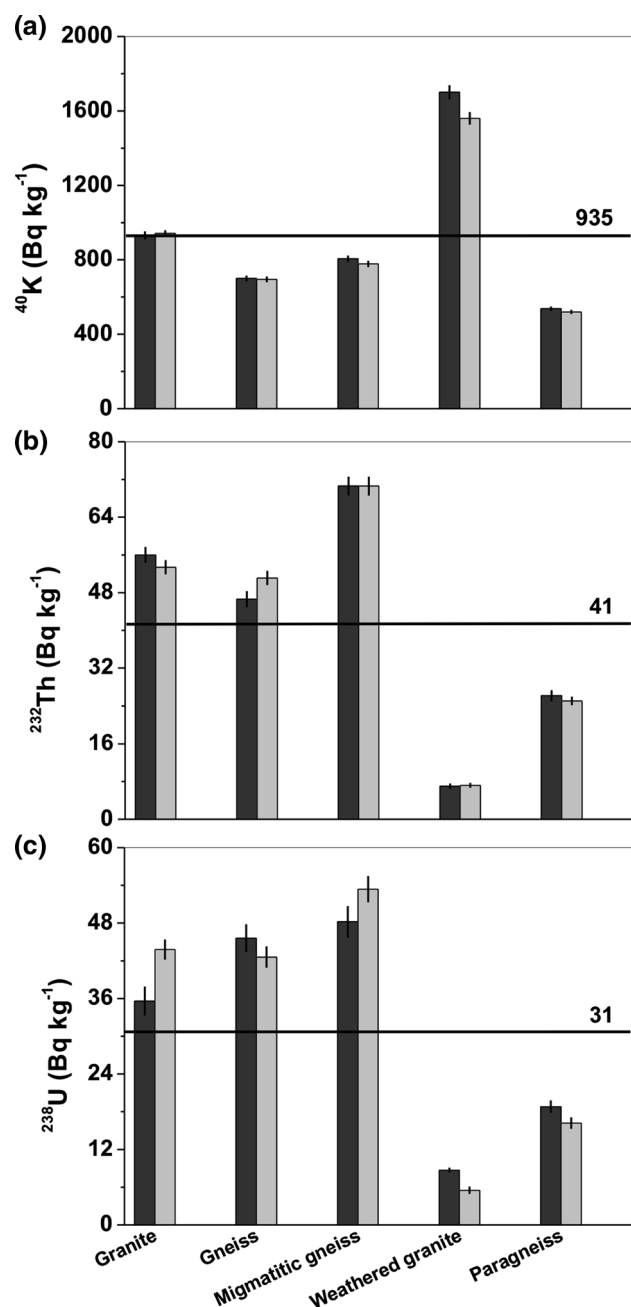 (a)
2000
1600
1200
800
400
0
⁴⁰K (Bq kg⁻¹)
935
(b)
80
64
48
32
16
0
²³²Th (Bq kg⁻¹)
41
(c)
60
48
36
24
12
0
²³⁸U (Bq kg⁻¹)
31
Granite
Gneiss
Migmatitic gneiss
Weathered granite
Paragneiss